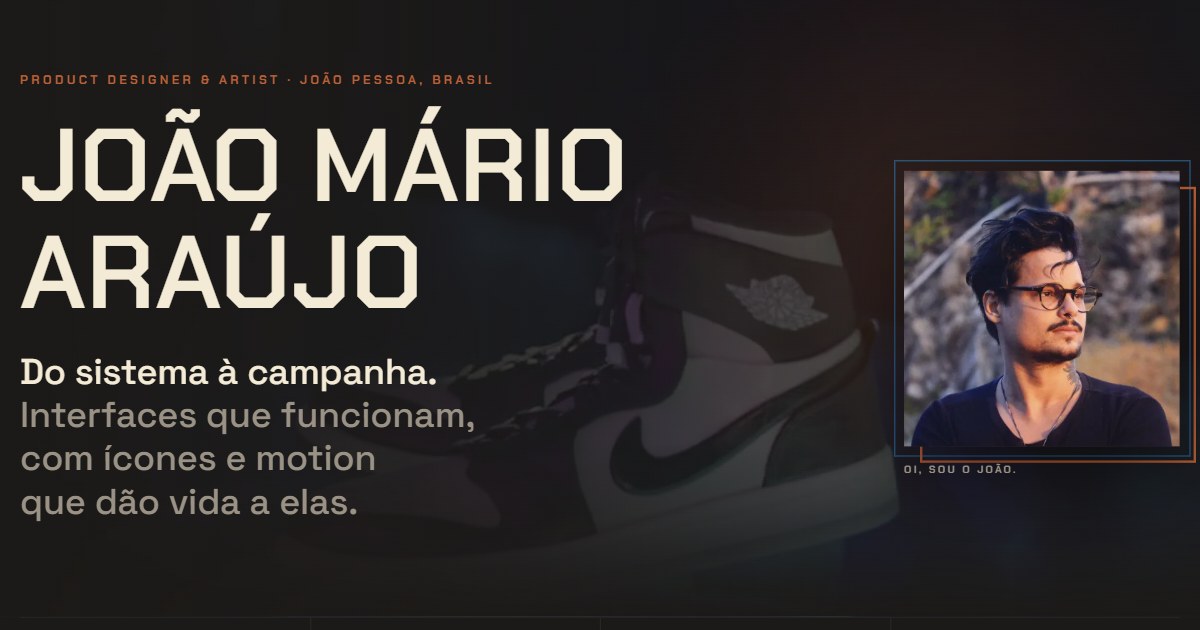 PRODUCT DESIGNER & ARTIST · JOÃO PESSOA, BRASIL
JOÃO MÁRIO
ARAÚJO
Do sistema à campanha.
Interfaces que funcionam,
com ícones e motion
que dão vida a elas.
OI, SOU O JOÃO.